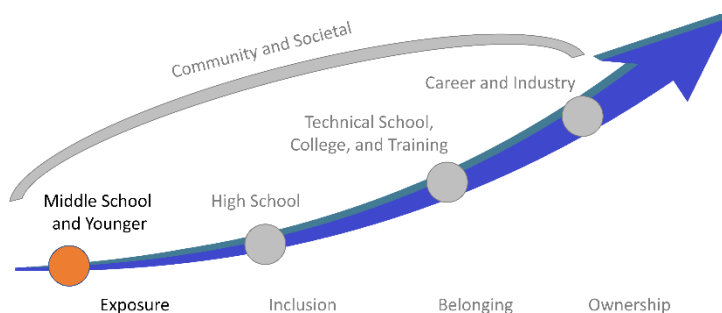 Community and Societal
Career and Industry
Technical School,
College, and Training
Middle School
and Younger
High School
Exposure
Inclusion
Belonging
Ownership